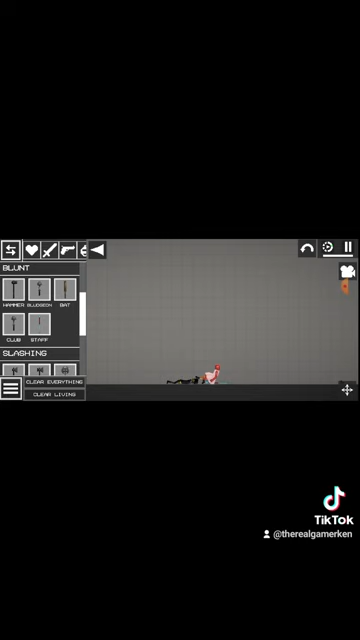 BLUNT
HAMMER BLUDGEON BAT
CLUB STAFF
SLASHING
CLEAR EVERYTHING
CLEAR LIVING
TikTok
@therealgamerken